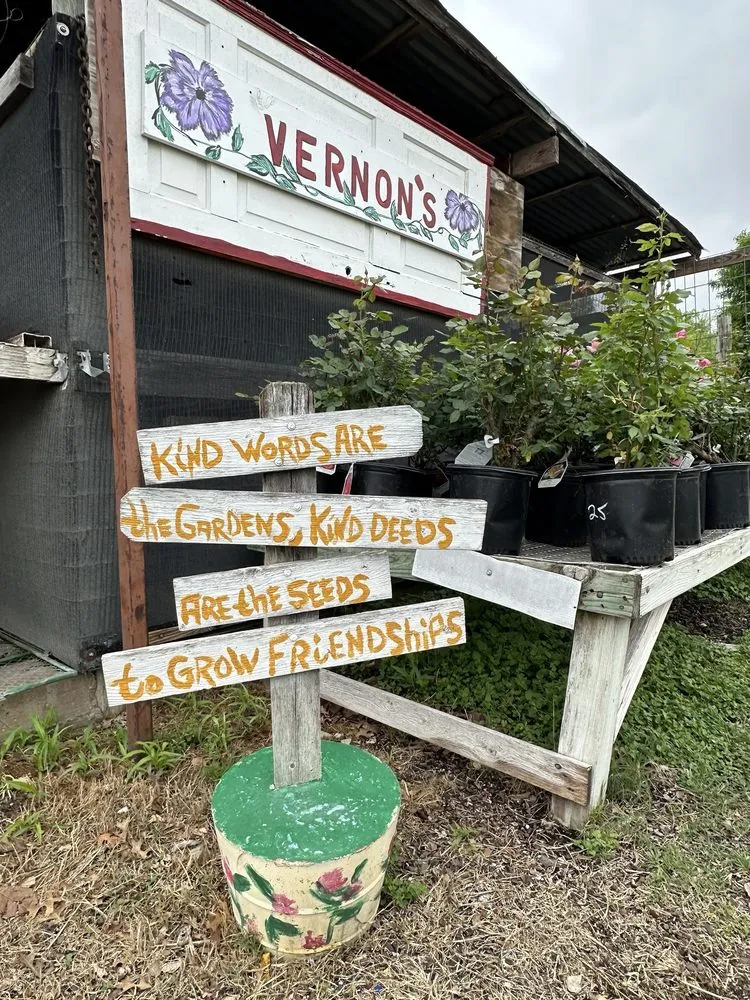 VERNON'S
KIND WORDS ARE
the GARDENS, KIND DEEDS
ARE the SEEDS
to GROW FRIENDShiPS
25